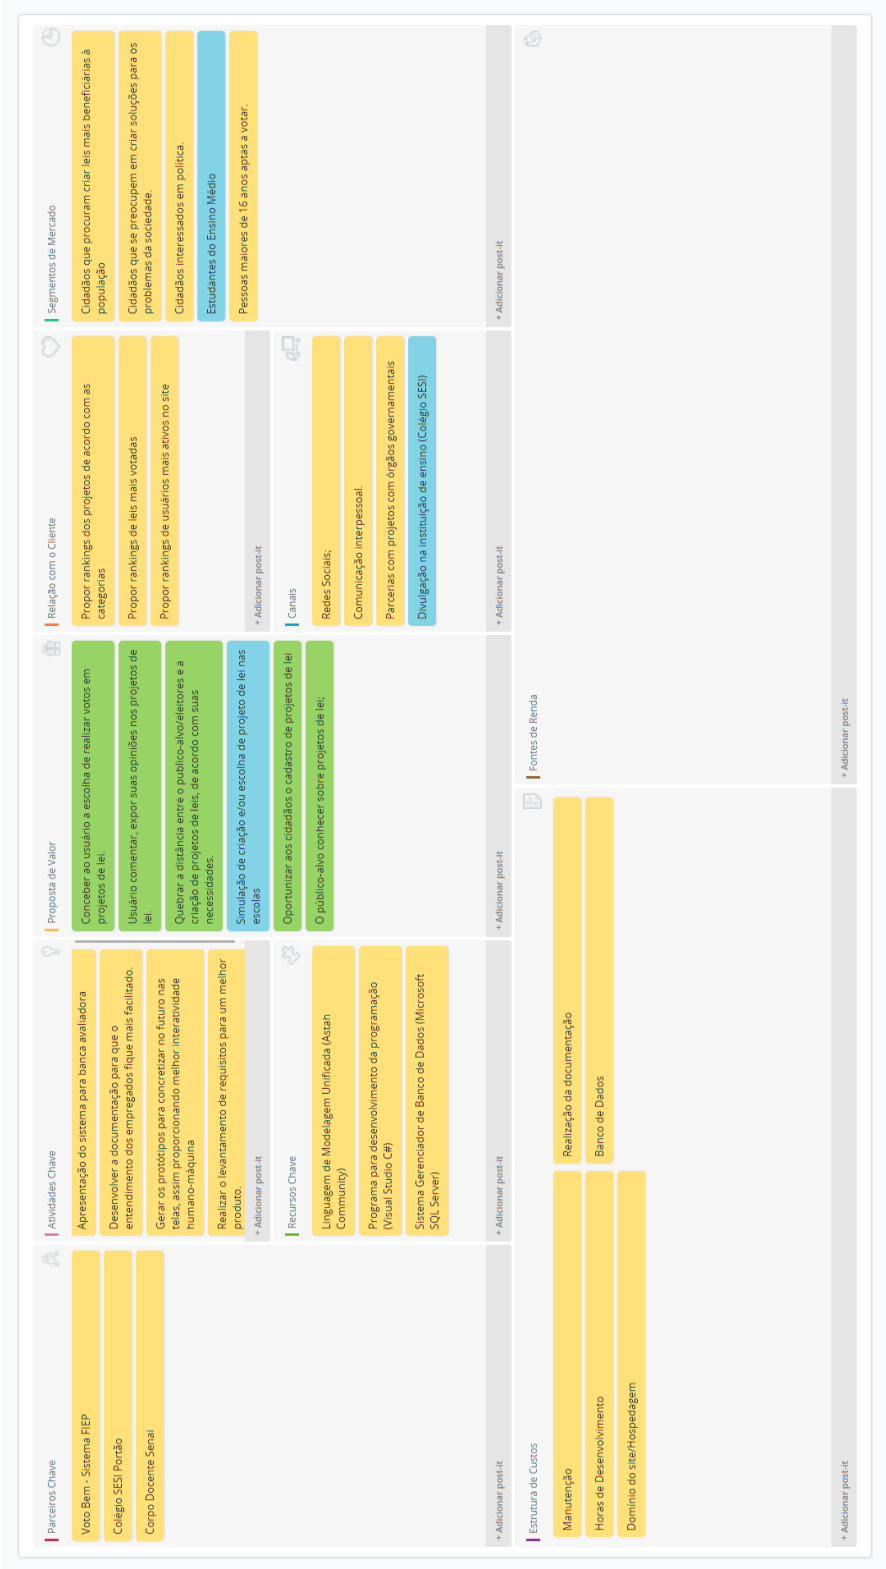 Parceiros Chave
Voto Bem - Sistema FIEP
Colégio SESI Portão
Corpo Docente Senai
+ Adicionar post-it
Atividades Chave
Apresentação do sistema para banca avaliadora
Desenvolver a documentação para que o
entendimento dos empregados fique mais facilitado.
Gerar os protótipos para concretizar no futuro nas
telas, assim proporcionando melhor interatividade
humano-máquina
Realizar o levantamento de requisitos para um melhor
produto.
+ Adicionar post-it
Recursos Chave
Linguagem de Modelagem Unificada (Astah
Community)
Programa para desenvolvimento da programação
(Visual Studio C#)
Sistema Gerenciador de Banco de Dados (Microsoft
SQL Server)
+ Adicionar post-it
Proposta de Valor
Conceber ao usuário a escolha de realizar votos em
projetos de lei.
Usuário comentar, expor suas opiniões nos projetos de
lei.
Quebrar a distância entre o publico-alvo/eleitores e a
criação de projetos de leis, de acordo com suas
necessidades.
Simulação de criação e/ou escolha de projeto de lei nas
escolas
Oportunizar aos cidadãos o cadastro de projetos de lei
O público-alvo conhecer sobre projetos de lei;
+ Adicionar post-it
Relação com o Cliente
Propor rankings dos projetos de acordo com as
categorias
Propor rankings de leis mais votadas
Propor rankings de usuários mais ativos no site
+ Adicionar post-it
Canais
Redes Sociais;
Comunicação interpessoal.
Parcerias com projetos com órgãos governamentais
Divulgação na instituição de ensino (Colégio SESI)
+ Adicionar post-it
Segmentos de Mercado
Cidadãos que procuram criar leis mais beneficiárias à
população
Cidadãos que se preocupem em criar soluções para os
problemas da sociedade.
Cidadãos interessados em política.
Estudantes do Ensino Médio
Pessoas maiores de 16 anos aptas a votar.
+ Adicionar post-it
Estrutura de Custos
Manutenção
Horas de Desenvolvimento
Domínio do site/Hospedagem
Realização da documentação
Banco de Dados
+ Adicionar post-it
Fontes de Renda
+ Adicionar post-it